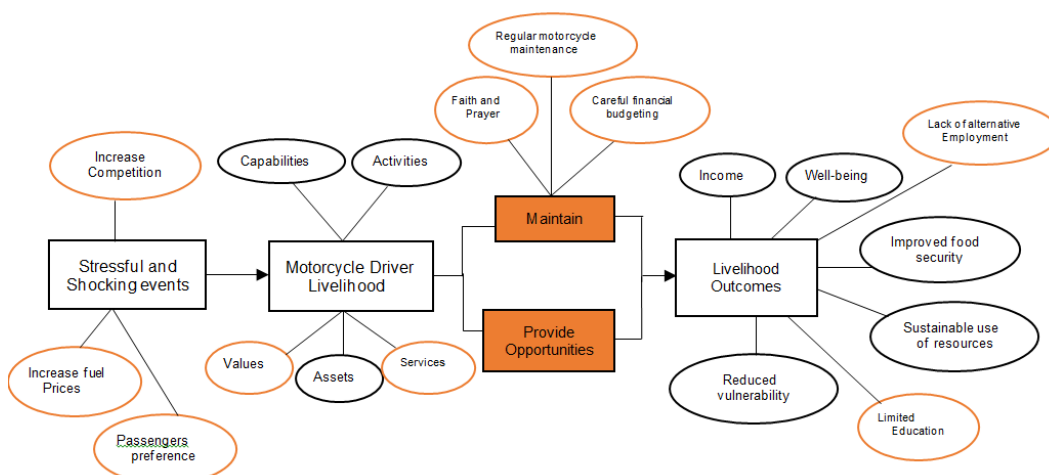 Regular motorcycle
maintenance
Faith and
Prayer
Careful financial
budgeting
Lack of alternative
Employment
Increase
Competition
Capabilities
Activities
Income
Well-being
Maintain
Stressful and
Shocking events
Motorcycle Driver
Livelihood
Livelihood
Outcomes
Improved food
security
Provide
Opportunities
Sustainable use
of resources
Increase fuel
Prices
Values
Assets
Services
Reduced
vulnerability
Limited
Education
Passengers
preference